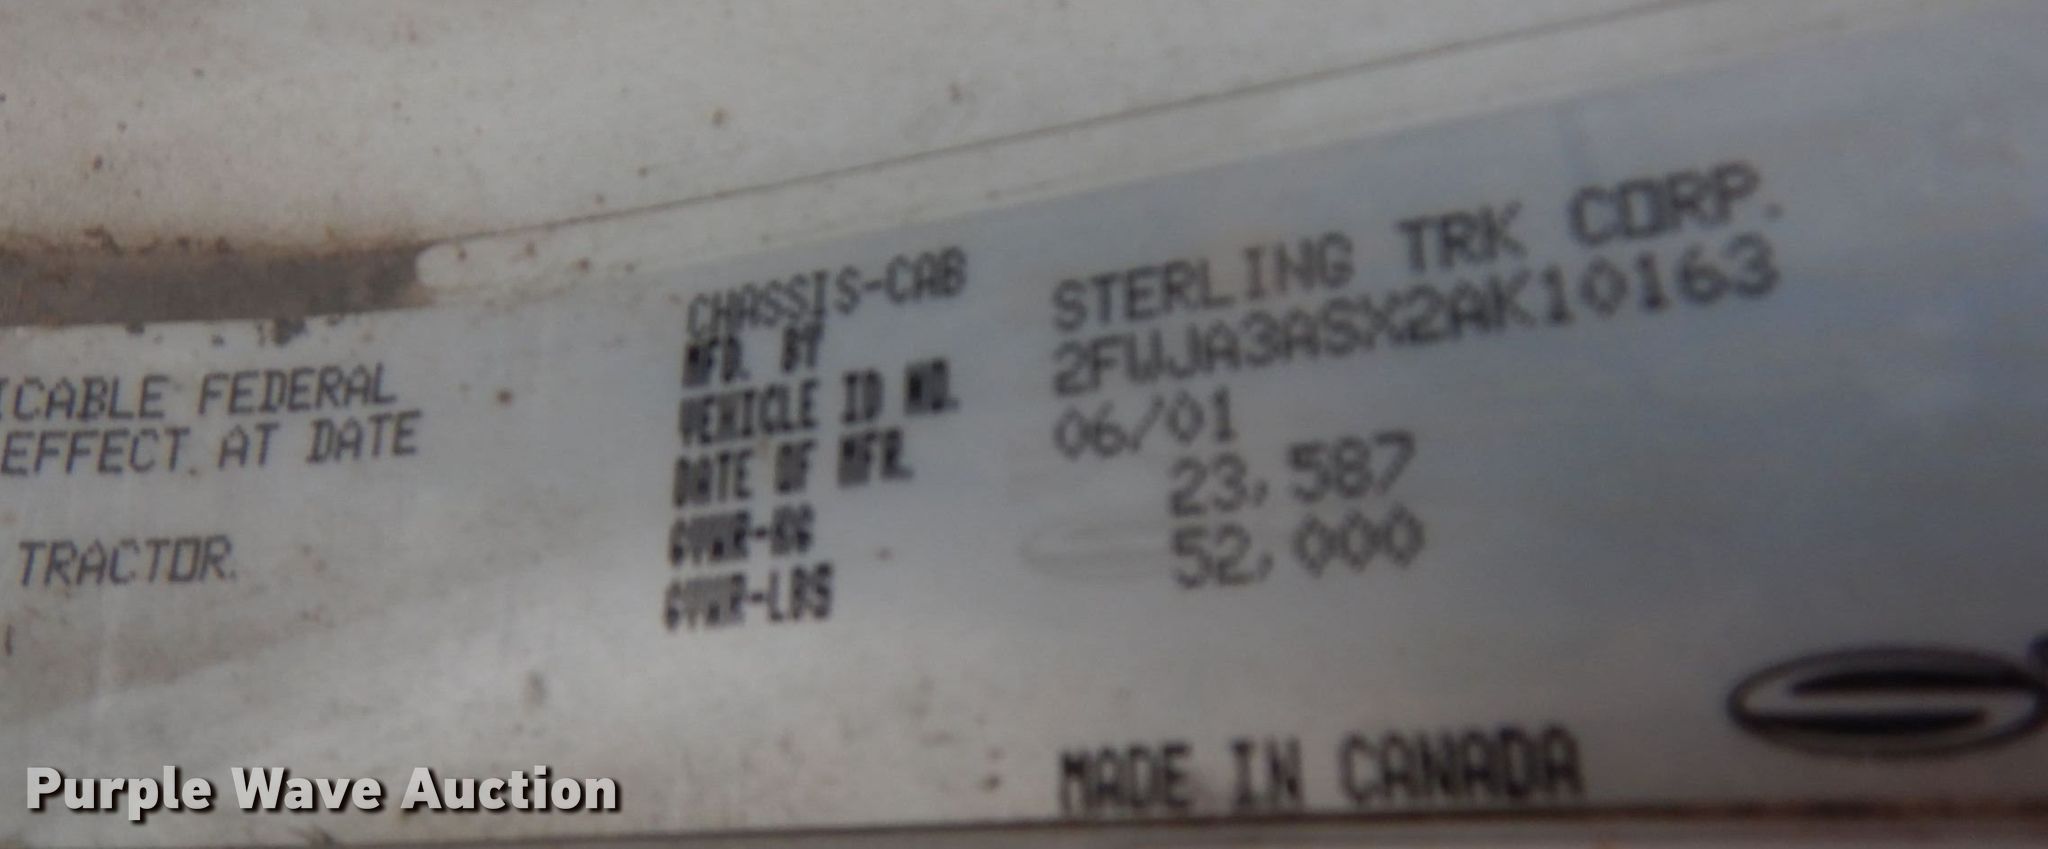 ICABLE FEDERAL
EFFECT AT DATE
TRACTOR.
CHASSIS-CAB
MFD. BY STERLING TRK CORP.
VEHICLE ID NO. 2FWJA3ASX2AK10163
DATE OF MFR. 06/01
GVWR-KG 23,587
GVWR-LBS 52,000
MADE IN CANADA
Purple Wave Auction